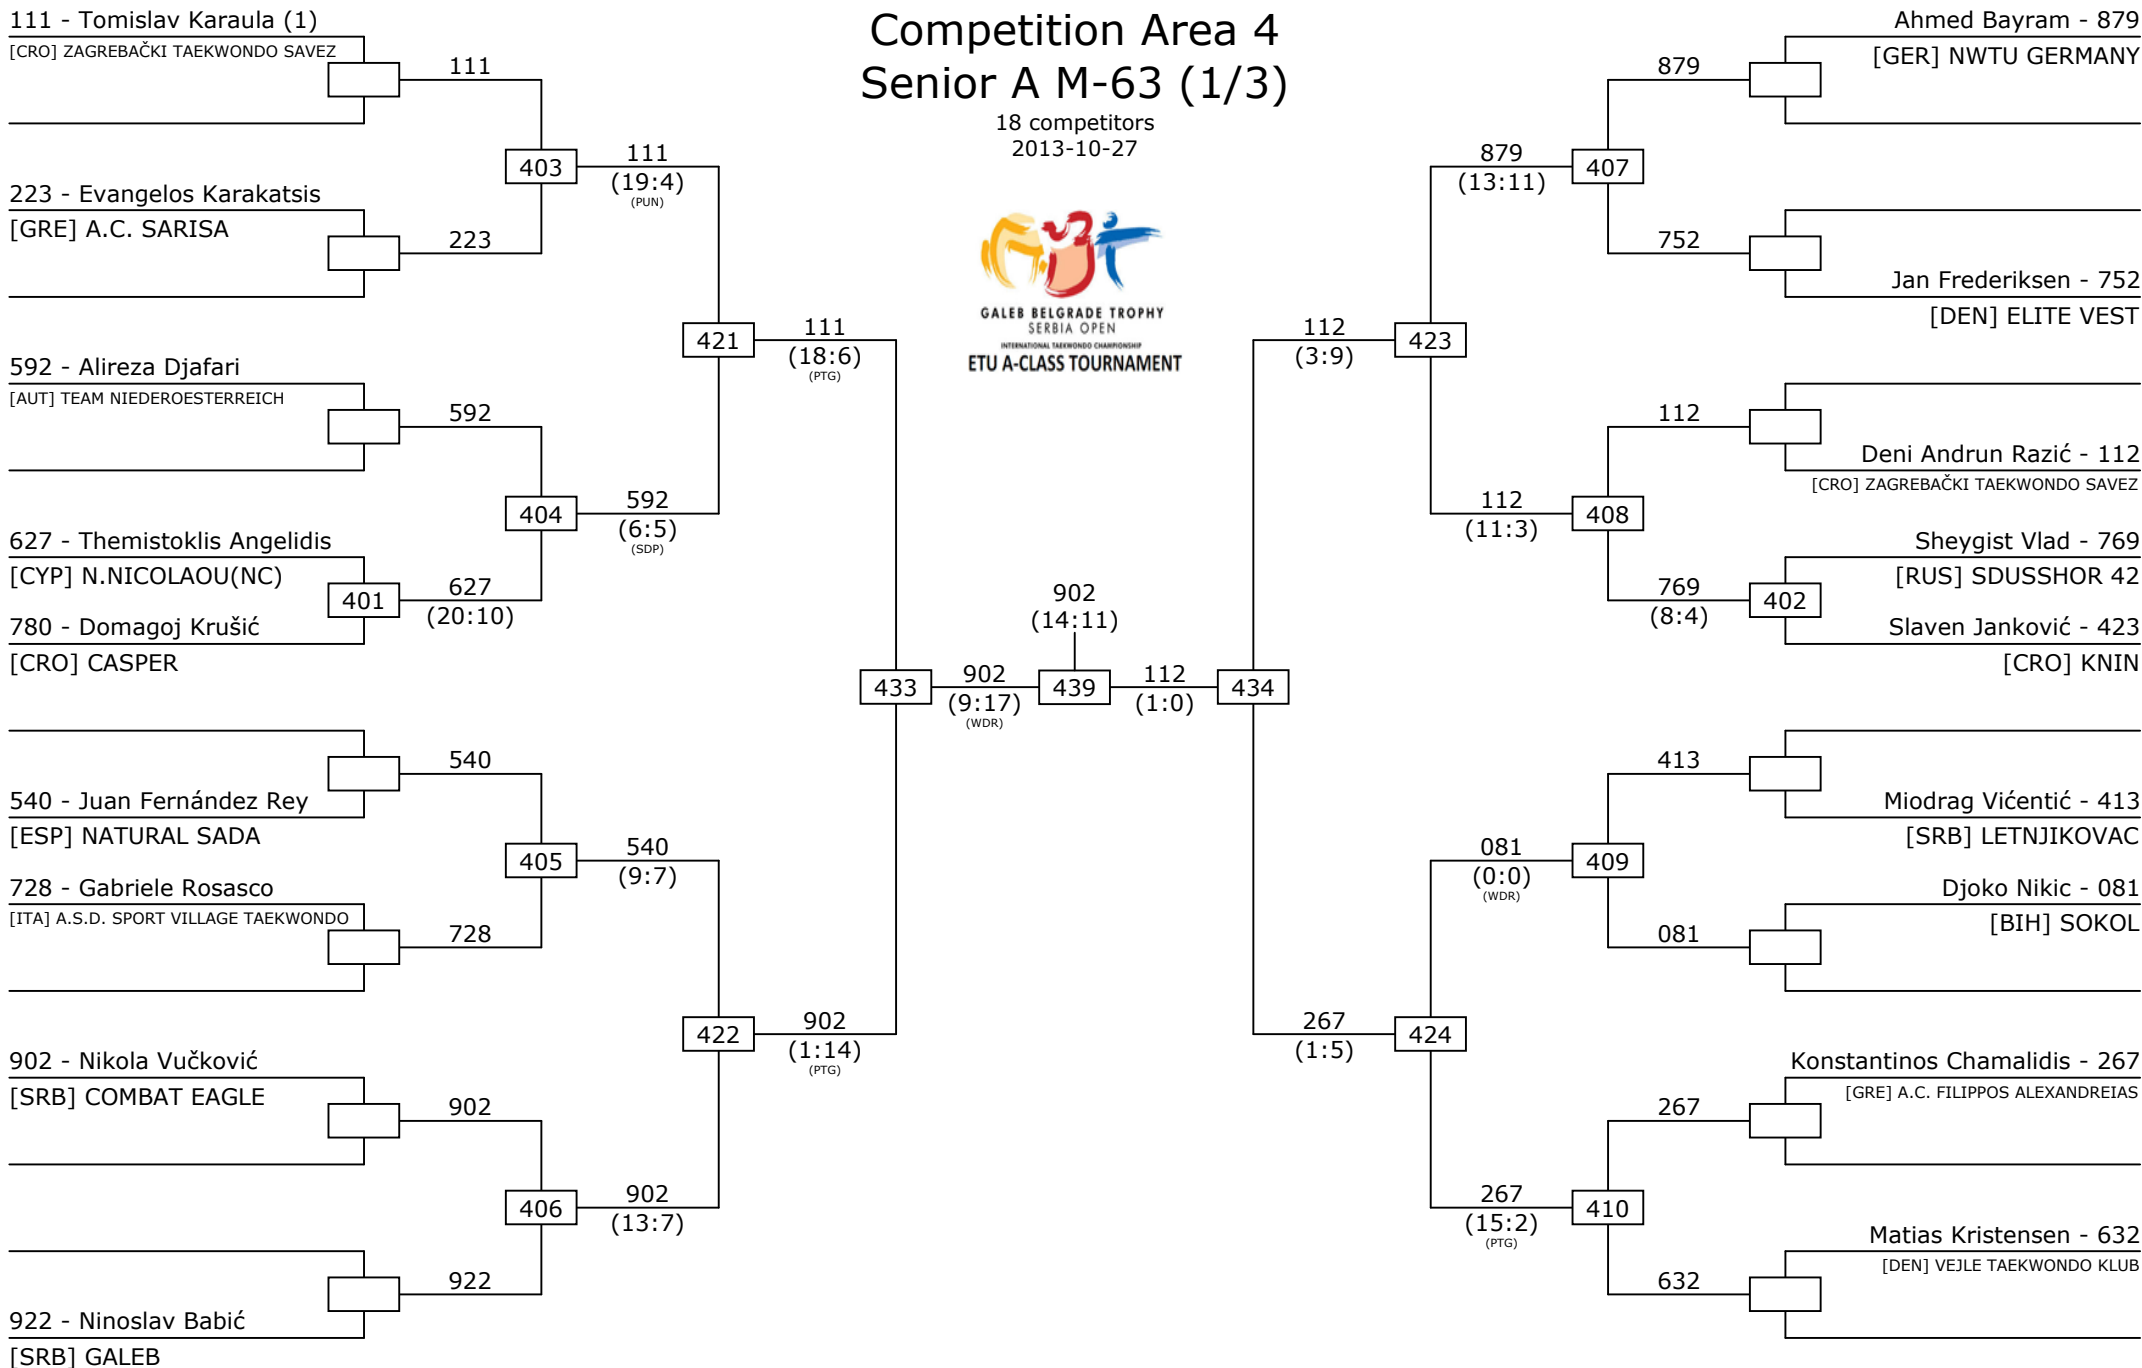 Competition Area 4
Senior A M-63 (1/3)
18 competitors
2013-10-27
GALEB BELGRADE TROPHY
SERBIA OPEN
INTERNATIONAL TAEKWONDO CHAMPIONSHIP
ETU A-CLASS TOURNAMENT
111 - Tomislav Karaula (1)
[CRO] ZAGREBAČKI TAEKWONDO SAVEZ
223 - Evangelos Karakatsis
[GRE] A.C. SARISA
592 - Alireza Djafari
[AUT] TEAM NIEDEROESTERREICH
627 - Themistoklis Angelidis
[CYP] N.NICOLAOU(NC)
401
780 - Domagoj Krušić
[CRO] CASPER
540 - Juan Fernández Rey
[ESP] NATURAL SADA
728 - Gabriele Rosasco
[ITA] A.S.D. SPORT VILLAGE TAEKWONDO
902 - Nikola Vučković
[SRB] COMBAT EAGLE
922 - Ninoslav Babić
[SRB] GALEB
111
223
592
627
(20:10)
540
728
902
922
403
404
405
406
111
(19:4)
(PUN)
592
(6:5)
(SDP)
540
(9:7)
902
(13:7)
421
422
111
(18:6)
(PTG)
902
(1:14)
(PTG)
433
902
(9:17)
(WDR)
902
(14:11)
439
112
(1:0)
434
112
(3:9)
267
(1:5)
423
424
879
(13:11)
112
(11:3)
081
(0:0)
(WDR)
267
(15:2)
(PTG)
407
408
409
410
879
752
112
769
(8:4)
413
081
267
632
Ahmed Bayram - 879
[GER] NWTU GERMANY
Jan Frederiksen - 752
[DEN] ELITE VEST
Deni Andrun Razić - 112
[CRO] ZAGREBAČKI TAEKWONDO SAVEZ
Sheygist Vlad - 769
[RUS] SDUSSHOR 42
402
Slaven Janković - 423
[CRO] KNIN
Miodrag Vićentić - 413
[SRB] LETNJIKOVAC
Djoko Nikic - 081
[BIH] SOKOL
Konstantinos Chamalidis - 267
[GRE] A.C. FILIPPOS ALEXANDREIAS
Matias Kristensen - 632
[DEN] VEJLE TAEKWONDO KLUB